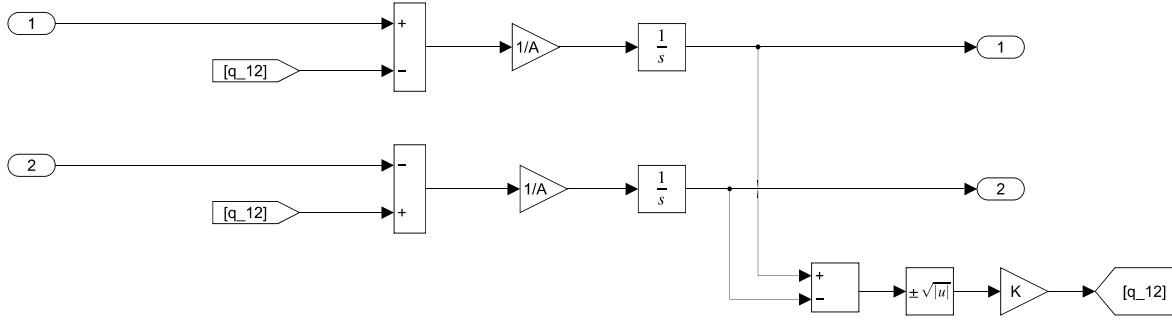 1 + 1/A 1/s 1
[q_12] −
2 − 1/A 1/s 2
[q_12] +
+ − ± √|u| K [q_12]